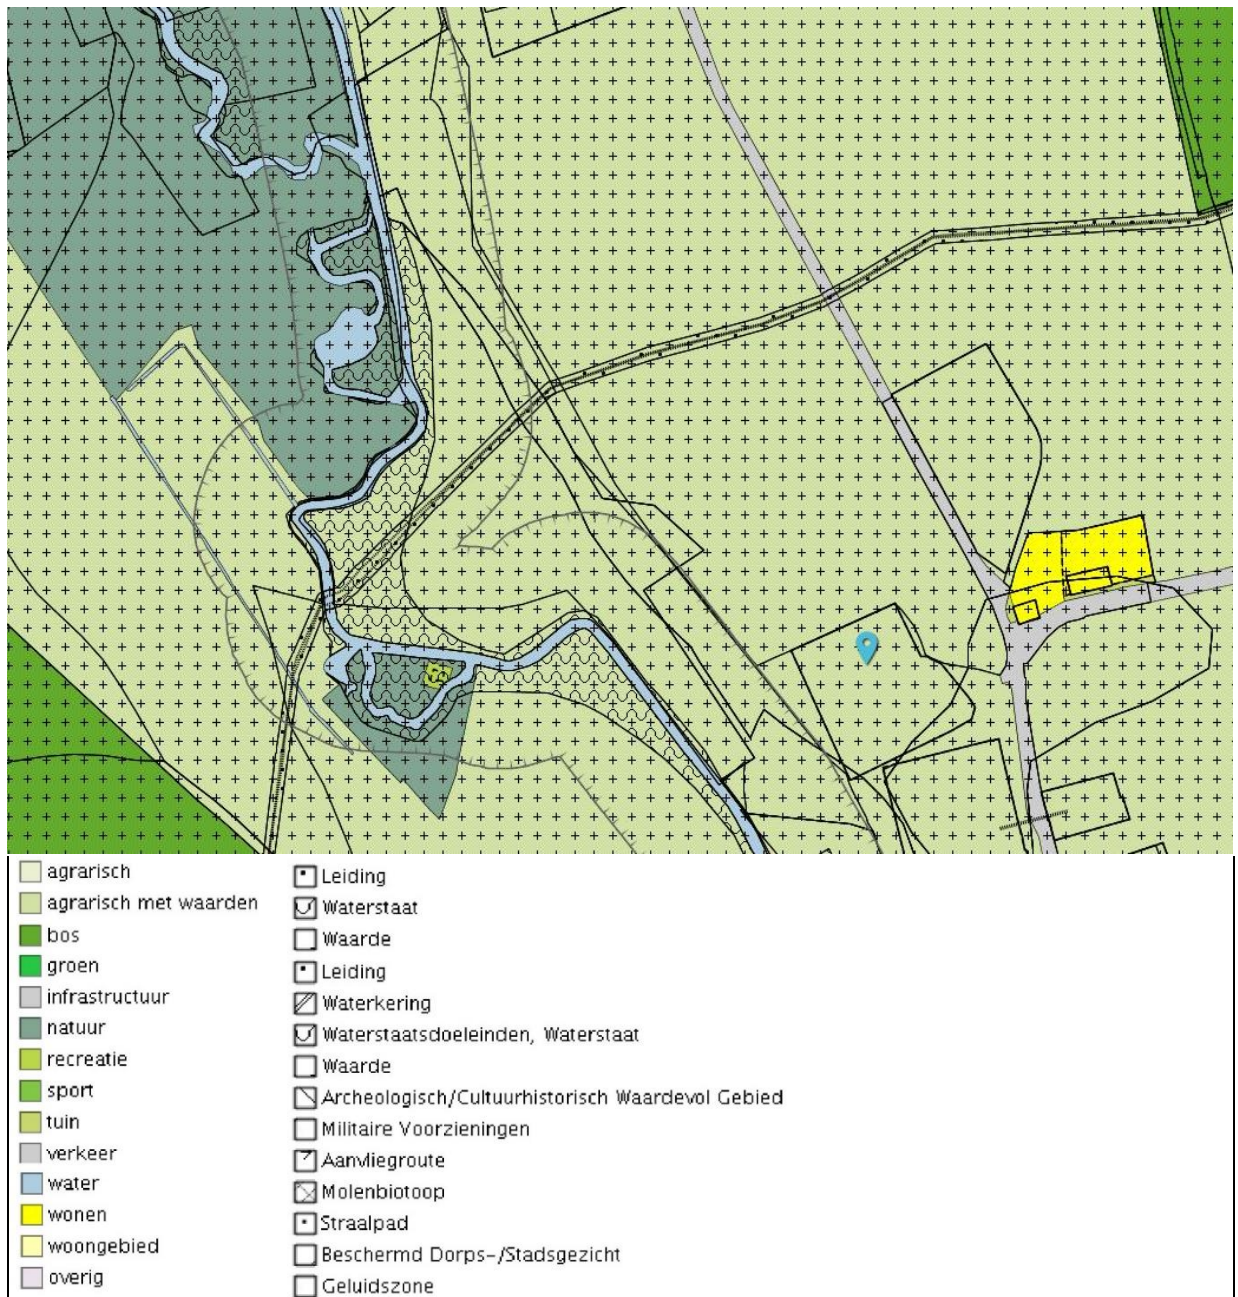 agrarisch
agrarisch met waarden
bos
groen
infrastructuur
natuur
recreatie
sport
tuin
verkeer
water
wonen
woongebied
overig
Leiding
Waterstaat
Waarde
Leiding
Waterkering
Waterstaatsdoeleinden, Waterstaat
Waarde
Archeologisch/Cultuurhistorisch Waardevol Gebied
Militaire Voorzieningen
Aanvliegroute
Molenbiotoop
Straalpad
Beschermd Dorps-/Stadsgezicht
Geluidszone